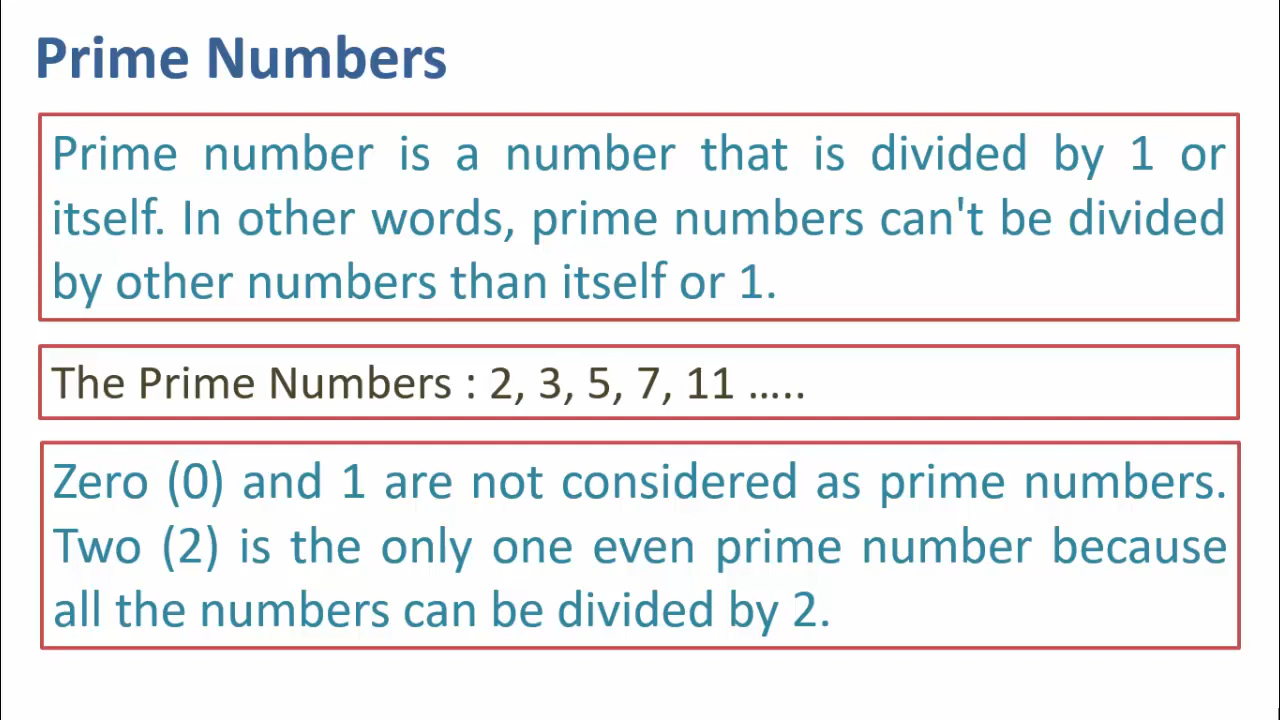 Prime Numbers
Prime number is a number that is divided by 1 or
itself. In other words, prime numbers can't be divided
by other numbers than itself or 1.
The Prime Numbers : 2, 3, 5, 7, 11 .....
Zero (0) and 1 are not considered as prime numbers.
Two (2) is the only one even prime number because
all the numbers can be divided by 2.